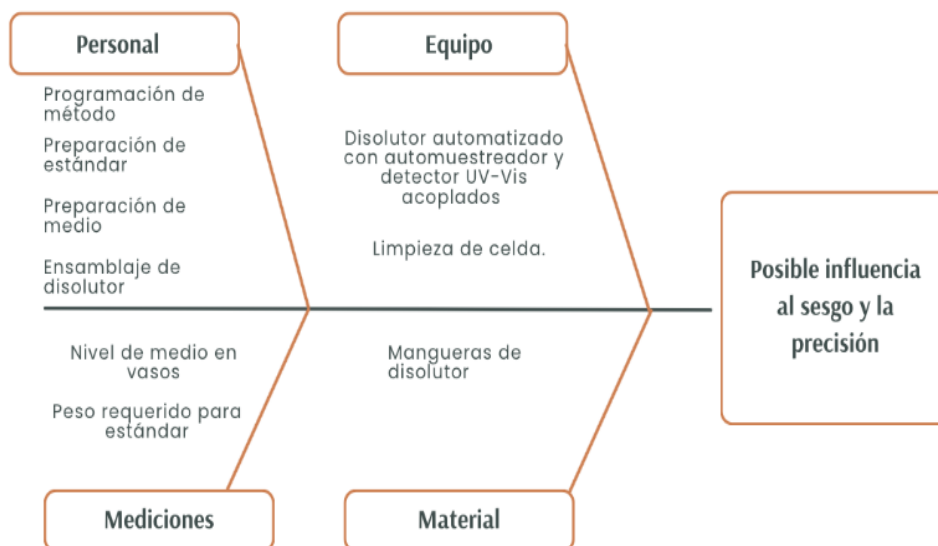 Personal
Programación de
método
Preparación de
estándar
Preparación de
medio
Ensamblaje de
disolutor
Equipo
Disolutor automatizado
con automuestreador y
detector UV-Vis
acoplados
Limpieza de celda.
Nivel de medio en
vasos
Peso requerido para
estándar
Mediciones
Mangueras de
disolutor
Material
Posible influencia
al sesgo y la
precisión